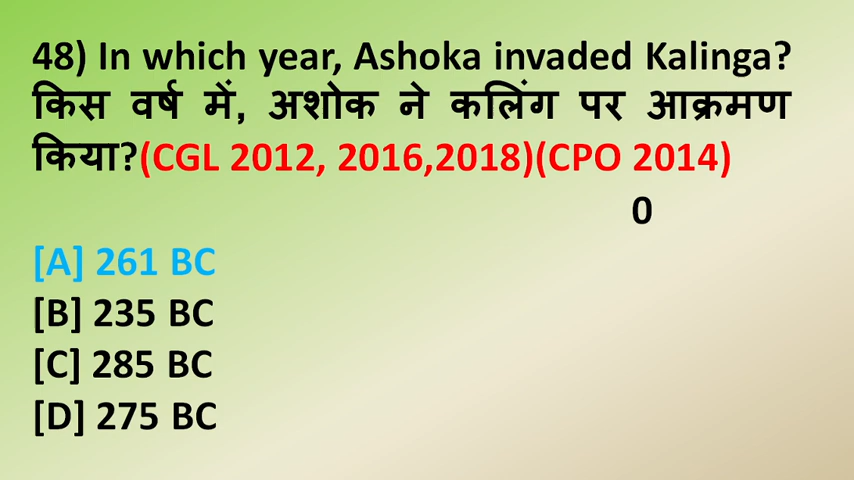 48) In which year, Ashoka invaded Kalinga?
किस वर्ष में, अशोक ने कलिंग पर आक्रमण
किया?(CGL 2012, 2016,2018)(CPO 2014)
0
[A] 261 BC
[B] 235 BC
[C] 285 BC
[D] 275 BC